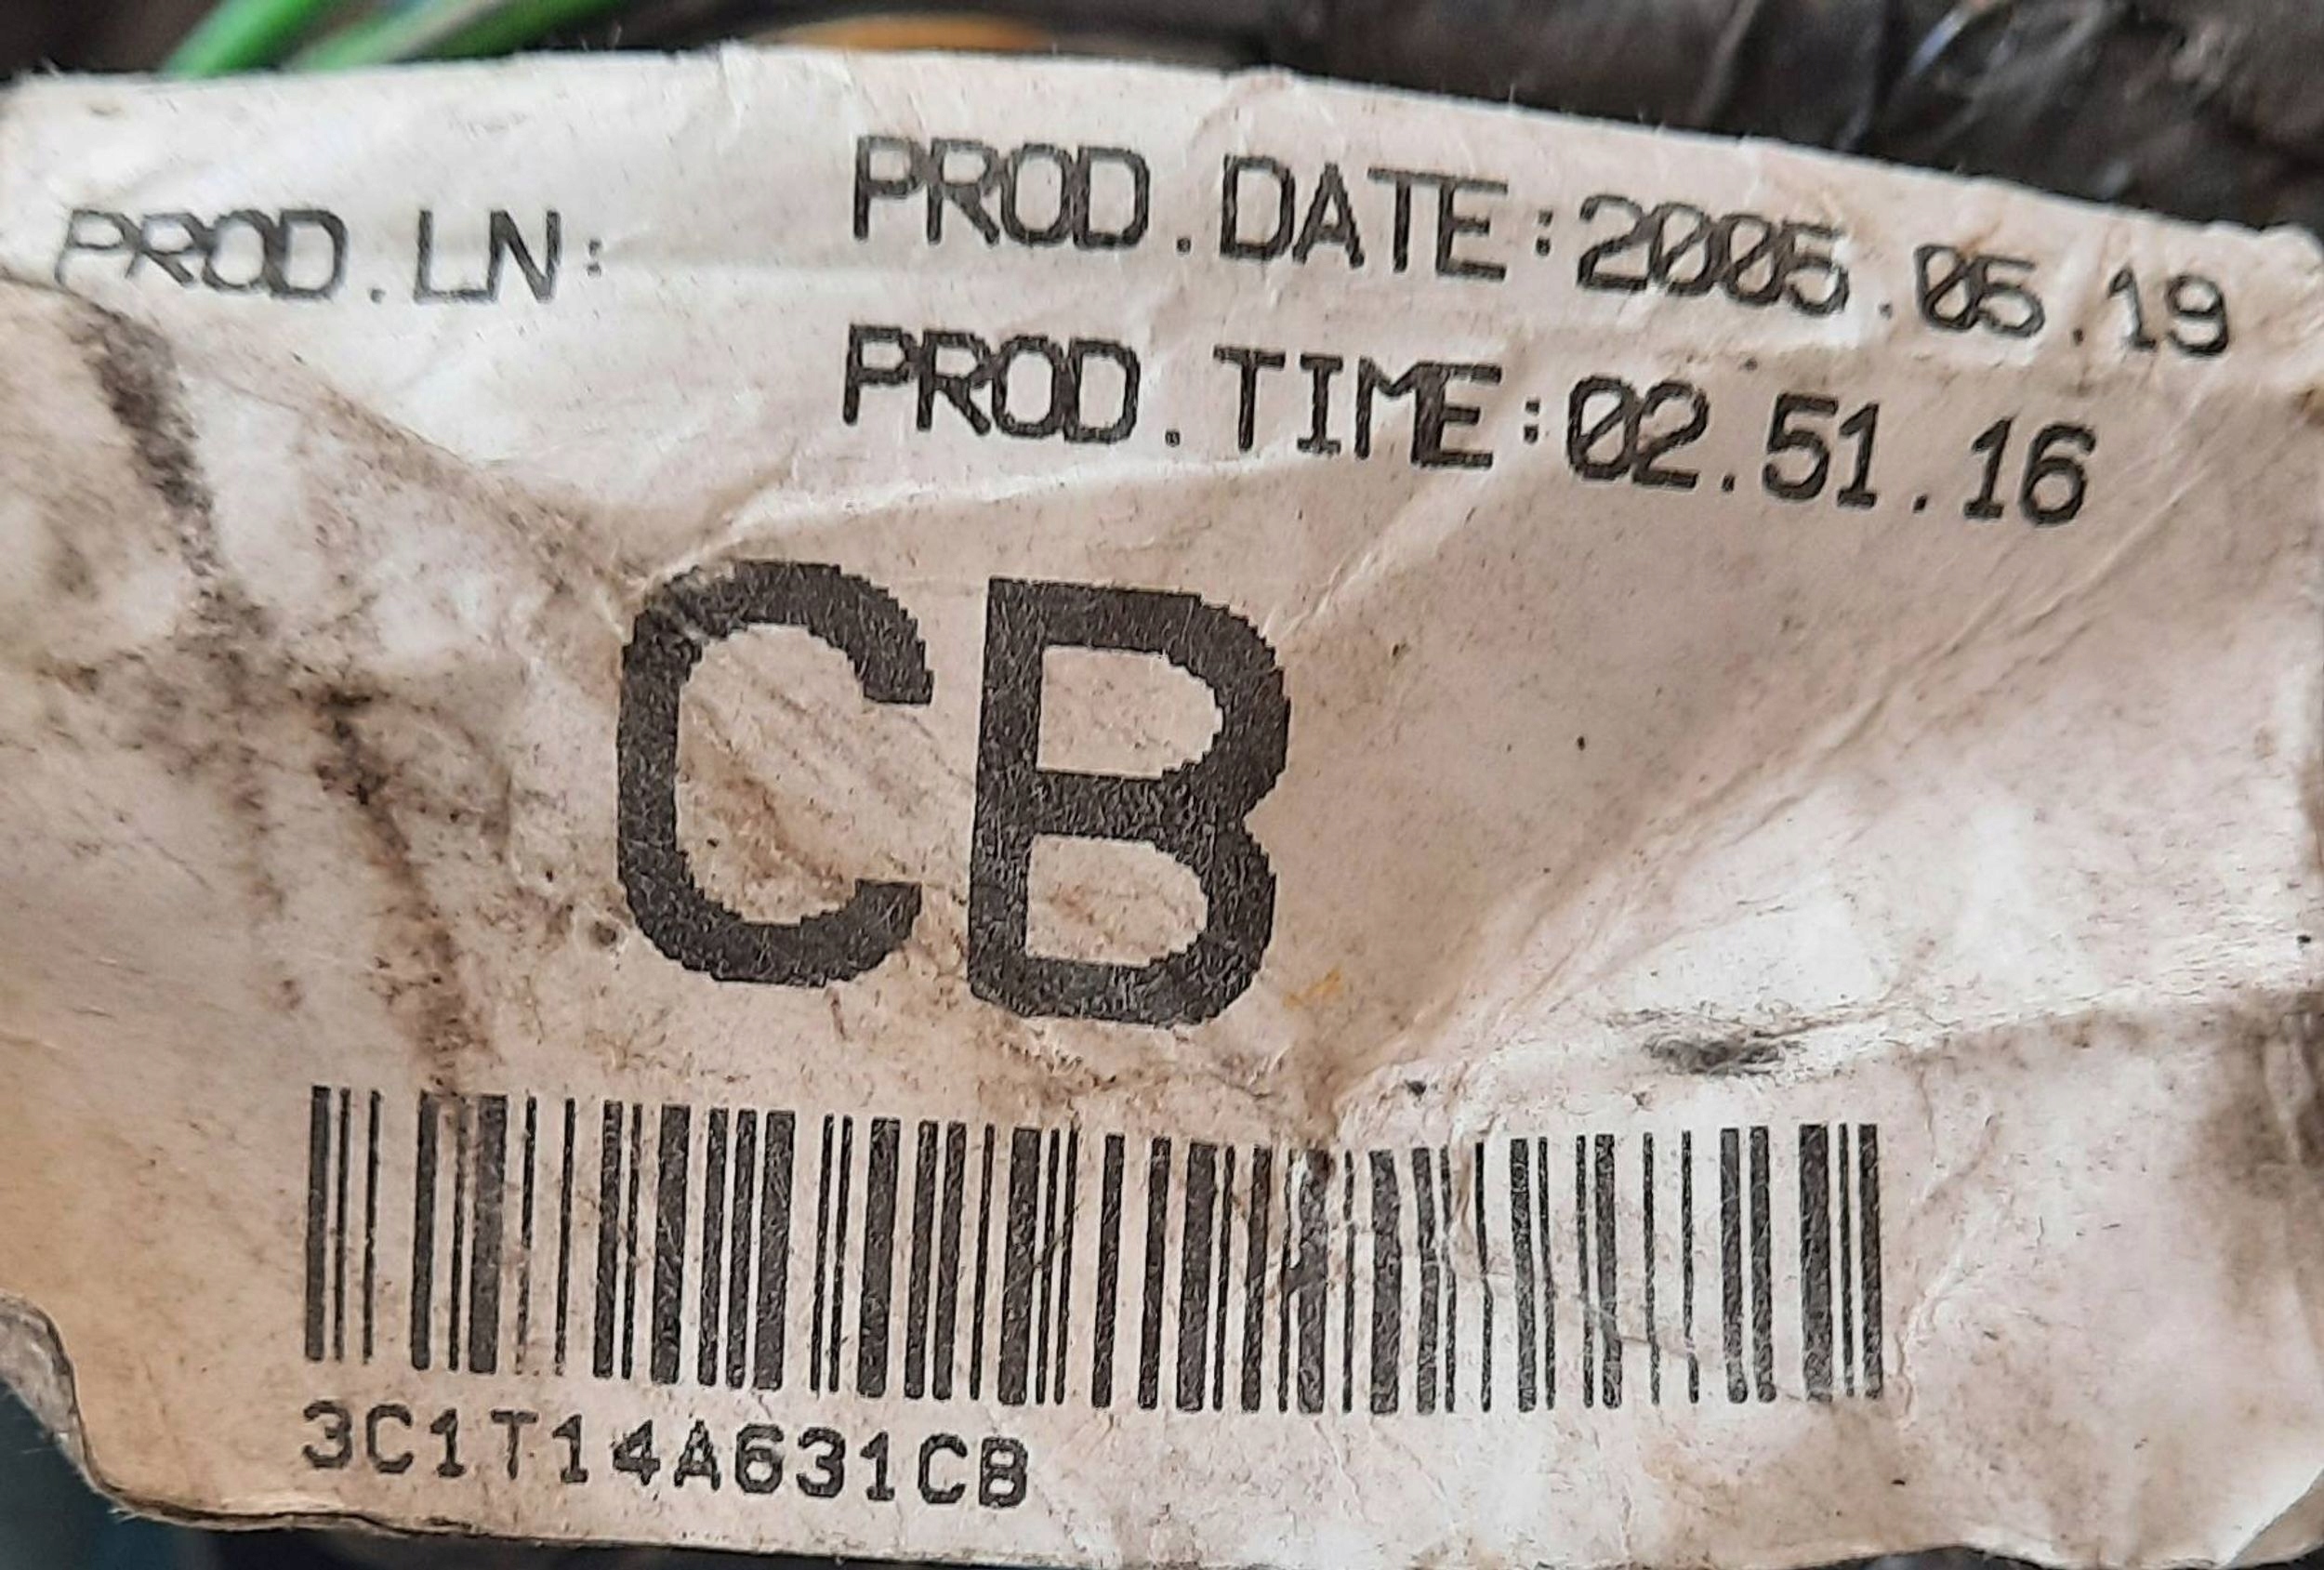 PROD.LN:
PROD.DATE:2005.05.19
PROD.TIME:02.51.16
CB
3C1T14A631CB